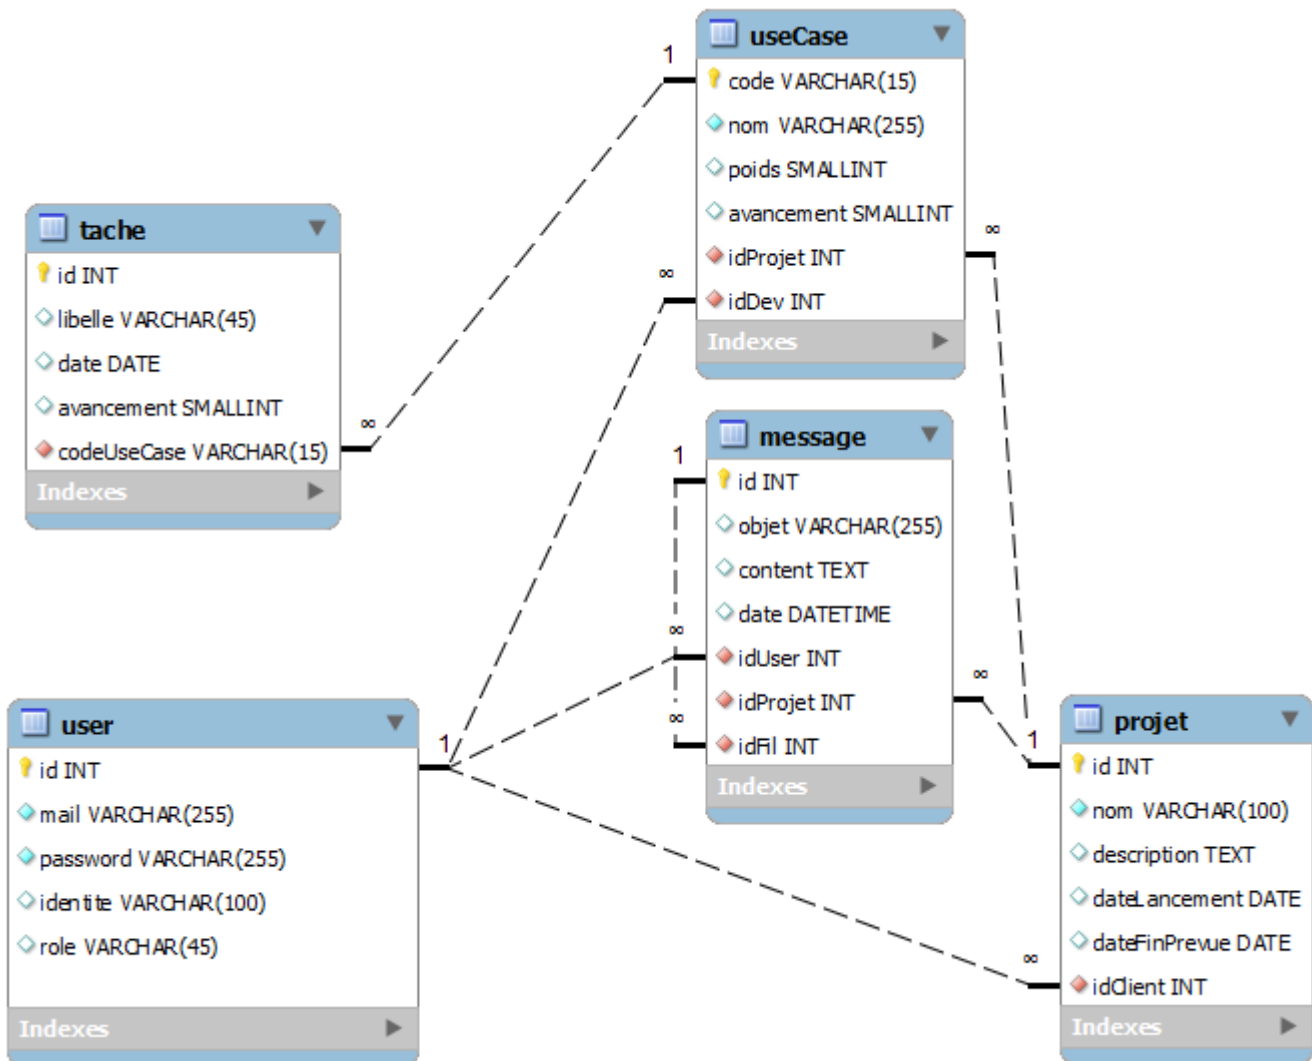 useCase
1
code VARCHAR(15)
nom VARCHAR(255)
poids SMALLINT
avancement SMALLINT
∞
idProjet INT
∞
idDev INT
Indexes
tache
id INT
libelle VARCHAR(45)
date DATE
avancement SMALLINT
∞
codeUseCase VARCHAR(15)
Indexes
message
1
id INT
objet VARCHAR(255)
content TEXT
date DATETIME
∞
idUser INT
∞
idProjet INT
∞
idFil INT
Indexes
user
1
id INT
mail VARCHAR(255)
password VARCHAR(255)
identite VARCHAR(100)
role VARCHAR(45)
Indexes
projet
1
id INT
nom VARCHAR(100)
description TEXT
dateLancement DATE
dateFinPrevue DATE
∞
idClient INT
Indexes